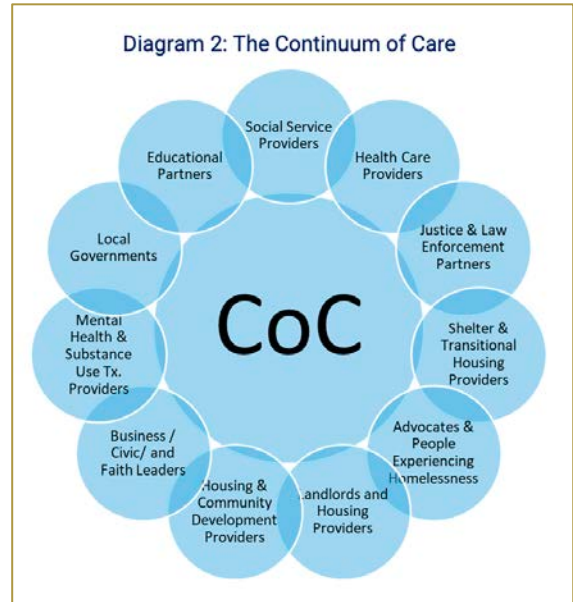 Diagram 2: The Continuum of Care
Social Service
Providers
Health Care
Providers
Justice & Law
Enforcement
Partners
Shelter &
Transitional
Housing
Providers
Advocates &
People
Experiencing
Homelessness
Landlords and
Housing
Providers
Housing &
Community
Development
Providers
Business /
Civic/ and
Faith Leaders
Mental
Health &
Substance
Use Tx.
Providers
Local
Governments
Educational
Partners
CoC